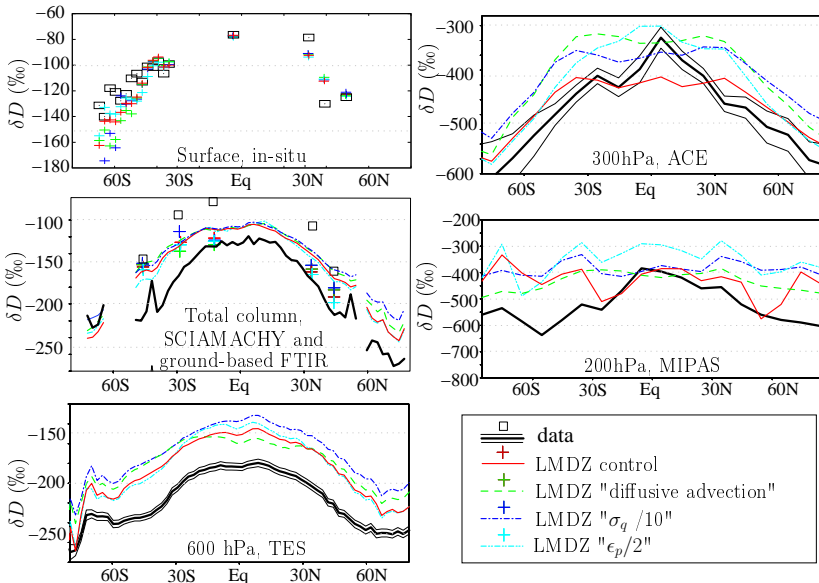 δD (‰)
−60
−80
−100
−120
−140
−160
−180
Surface, in-situ
60S
30S
Eq
30N
60N
δD (‰)
−300
−400
−500
−600
300hPa, ACE
60S
30S
Eq
30N
60N
δD (‰)
−100
−150
−200
−250
Total column,
SCIAMACHY and
ground-based FTIR
60S
30S
Eq
30N
60N
δD (‰)
−200
−300
−400
−500
−600
−700
−800
200hPa, MIPAS
60S
30S
Eq
30N
60N
δD (‰)
−150
−200
−250
600 hPa, TES
60S
30S
Eq
30N
60N
data
LMDZ control
LMDZ "diffusive advection"
LMDZ "σq /10"
LMDZ "ϵp/2"